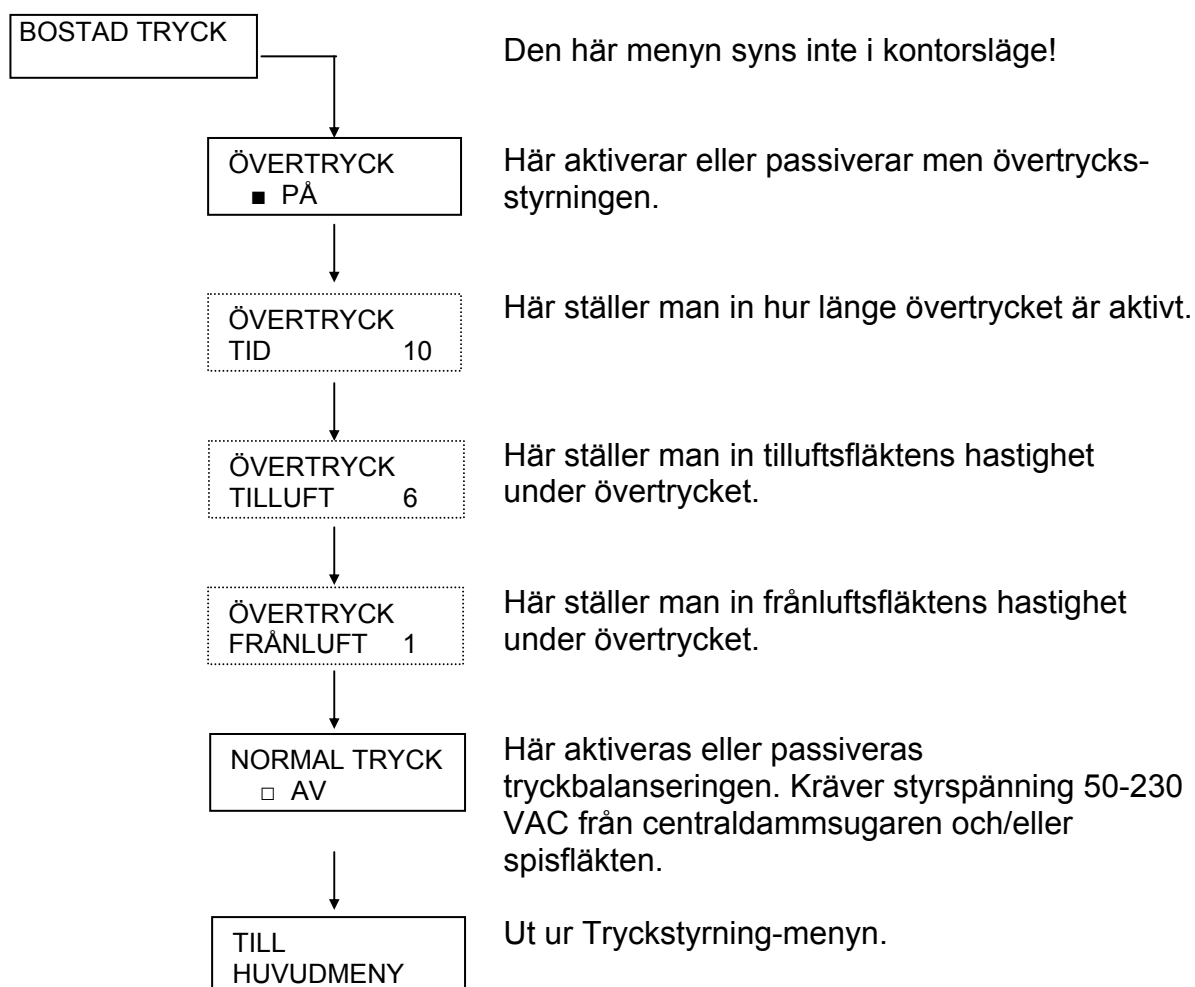 BOSTAD TRYCK
Den här menyn syns inte i kontorsläge!
ÖVERTRYCK
■ PÅ
Här aktiverar eller passiverar men övertrycks-
styrningen.
ÖVERTRYCK
TID 10
Här ställer man in hur länge övertrycket är aktivt.
ÖVERTRYCK
TILLUFT 6
Här ställer man in tilluftsfläktens hastighet
under övertrycket.
ÖVERTRYCK
FRÅNLUFT 1
Här ställer man in frånluftsfläktens hastighet
under övertrycket.
NORMAL TRYCK
□ AV
Här aktiveras eller passiveras
tryckbalanseringen. Kräver styrspänning 50-230
VAC från centraldammsugaren och/eller
spisfläkten.
TILL
HUVUDMENY
Ut ur Tryckstyrning-menyn.